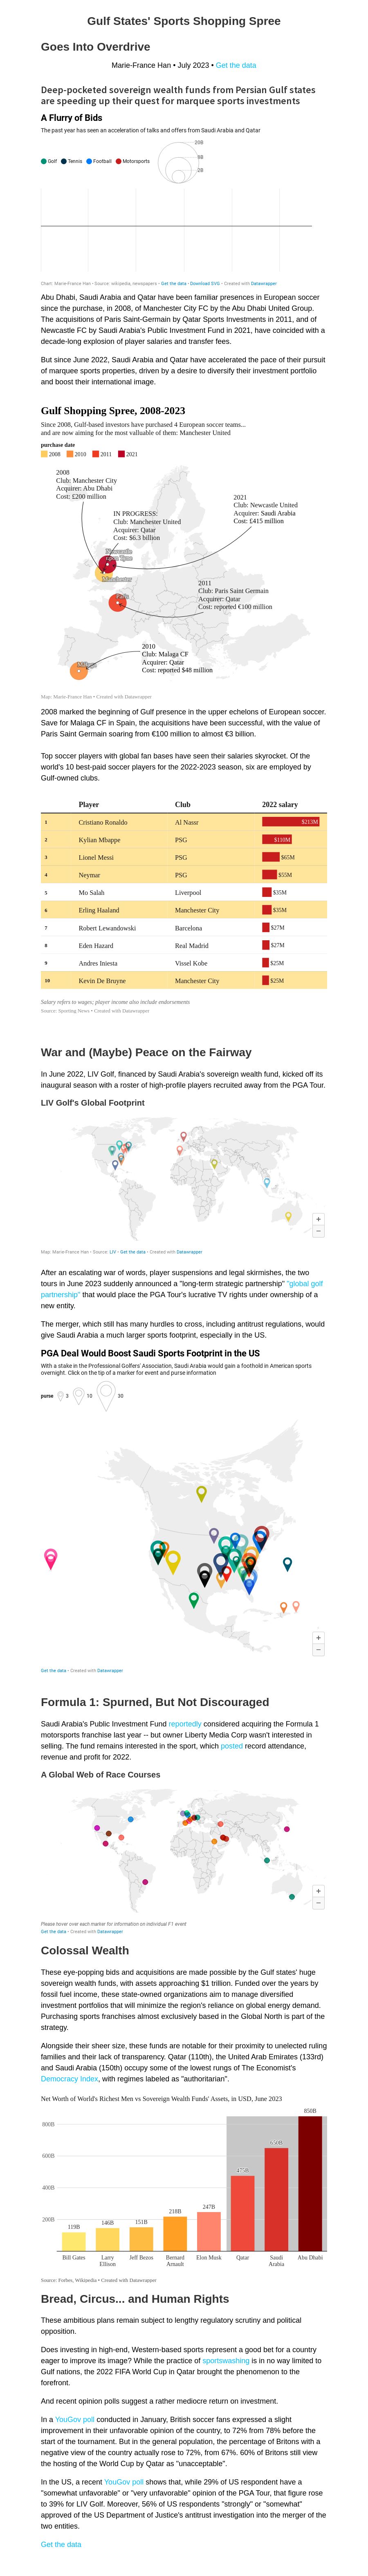 Gulf States' Sports Shopping Spree
Goes Into Overdrive
Marie-France Han • July 2023 • Get the data
Deep-pocketed sovereign wealth funds from Persian Gulf states
are speeding up their quest for marquee sports investments
A Flurry of Bids
The past year has seen an acceleration of talks and offers from Saudi Arabia and Qatar
Golf Tennis Football Motorsports
20B
8B
2B
Chart: Marie-France Han • Source: wikipedia, newspapers • Get the data • Download SVG • Created with Datawrapper
Abu Dhabi, Saudi Arabia and Qatar have been familiar presences in European soccer
since the purchase, in 2008, of Manchester City FC by the Abu Dhabi United Group.
The acquisitions of Paris Saint-Germain by Qatar Sports Investments in 2011, and of
Newcastle FC by Saudi Arabia's Public Investment Fund in 2021, have coincided with a
decade-long explosion of player salaries and transfer fees.
But since June 2022, Saudi Arabia and Qatar have accelerated the pace of their pursuit
of marquee sports properties, driven by a desire to diversify their investment portfolio
and boost their international image.
Gulf Shopping Spree, 2008-2023
Since 2008, Gulf-based investors have purchased 4 European soccer teams...
and are now aiming for the most valluable of them: Manchester United
purchase date
2008 2010 2011 2021
2008
Club: Manchester City
Acquirer: Abu Dhabi
Cost: £200 million
IN PROGRESS:
Club: Manchester United
Acquirer: Qatar
Cost: $6.3 billion
2021
Club: Newcastle United
Acquirer: Saudi Arabia
Cost: £415 million
Newcastle
upon Tyne
Manchester
Paris
2011
Club: Paris Saint Germain
Acquirer: Qatar
Cost: reported €100 million
2010
Club: Malaga CF
Acquirer: Qatar
Cost: reported $48 million
Malaga
Map: Marie-France Han • Created with Datawrapper
2008 marked the beginning of Gulf presence in the upper echelons of European soccer.
Save for Malaga CF in Spain, the acquisitions have been successful, with the value of
Paris Saint Germain soaring from €100 million to almost €3 billion.
Top soccer players with global fan bases have seen their salaries skyrocket. Of the
world's 10 best-paid soccer players for the 2022-2023 season, six are employed by
Gulf-owned clubs.
Player Club 2022 salary
1 Cristiano Ronaldo Al Nassr $213M
2 Kylian Mbappe PSG $110M
3 Lionel Messi PSG $65M
4 Neymar PSG $55M
5 Mo Salah Liverpool $35M
6 Erling Haaland Manchester City $35M
7 Robert Lewandowski Barcelona $27M
8 Eden Hazard Real Madrid $27M
9 Andres Iniesta Vissel Kobe $25M
10 Kevin De Bruyne Manchester City $25M
Salary refers to wages; player income also include endorsements
Source: Sporting News • Created with Datawrapper
War and (Maybe) Peace on the Fairway
In June 2022, LIV Golf, financed by Saudi Arabia's sovereign wealth fund, kicked off its
inaugural season with a roster of high-profile players recruited away from the PGA Tour.
LIV Golf's Global Footprint
+
−
Map: Marie-France Han • Source: LIV • Get the data • Created with Datawrapper
After an escalating war of words, player suspensions and legal skirmishes, the two
tours in June 2023 suddenly announced a "long-term strategic partnership" "global golf
partnership" that would place the PGA Tour's lucrative TV rights under ownership of a
new entity.
The merger, which still has many hurdles to cross, including antitrust regulations, would
give Saudi Arabia a much larger sports footprint, especially in the US.
PGA Deal Would Boost Saudi Sports Footprint in the US
With a stake in the Professional Golfers' Association, Saudi Arabia would gain a foothold in American sports
overnight. Click on the tip of a marker for event and purse information
purse 3 10 30
+
−
Get the data • Created with Datawrapper
Formula 1: Spurned, But Not Discouraged
Saudi Arabia's Public Investment Fund reportedly considered acquiring the Formula 1
motorsports franchise last year -- but owner Liberty Media Corp wasn't interested in
selling. The fund remains interested in the sport, which posted record attendance,
revenue and profit for 2022.
A Global Web of Race Courses
+
−
Please hover over each marker for information on individual F1 event
Get the data • Created with Datawrapper
Colossal Wealth
These eye-popping bids and acquisitions are made possible by the Gulf states' huge
sovereign wealth funds, with assets approaching $1 trillion. Funded over the years by
fossil fuel income, these state-owned organizations aim to manage diversified
investment portfolios that will minimize the region's reliance on global energy demand.
Purchasing sports franchises almost exclusively based in the Global North is part of the
strategy.
Alongside their sheer size, these funds are notable for their proximity to unelected ruling
families and their lack of transparency. Qatar (110th), the United Arab Emirates (133rd)
and Saudi Arabia (150th) occupy some of the lowest rungs of The Economist's
Democracy Index, with regimes labeled as "authoritarian".
Net Worth of World's Richest Men vs Sovereign Wealth Funds' Assets, in USD, June 2023
800B
600B
400B
200B
119B 146B 151B 218B 247B 475B 650B 850B
Bill Gates Larry Ellison Jeff Bezos Bernard Arnault Elon Musk Qatar Saudi Arabia Abu Dhabi
Source: Forbes, Wikipedia • Created with Datawrapper
Bread, Circus... and Human Rights
These ambitious plans remain subject to lengthy regulatory scrutiny and political
opposition.
Does investing in high-end, Western-based sports represent a good bet for a country
eager to improve its image? While the practice of sportswashing is in no way limited to
Gulf nations, the 2022 FIFA World Cup in Qatar brought the phenomenon to the
forefront.
And recent opinion polls suggest a rather mediocre return on investment.
In a YouGov poll conducted in January, British soccer fans expressed a slight
improvement in their unfavorable opinion of the country, to 72% from 78% before the
start of the tournament. But in the general population, the percentage of Britons with a
negative view of the country actually rose to 72%, from 67%. 60% of Britons still view
the hosting of the World Cup by Qatar as "unacceptable".
In the US, a recent YouGov poll shows that, while 29% of US respondent have a
"somewhat unfavorable" or "very unfavorable" opinion of the PGA Tour, that figure rose
to 39% for LIV Golf. Moreover, 56% of US respondents "strongly" or "somewhat"
approved of the US Department of Justice's antitrust investigation into the merger of the
two entities.
Get the data